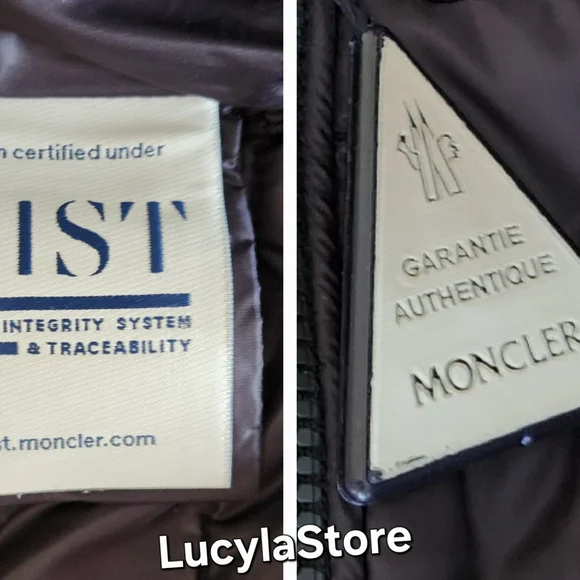 n certified under
IST
INTEGRITY SYSTEM
& TRACEABILITY
st.moncler.com
GARANTIE
AUTHENTIQUE
MONCLER
LucylaStore